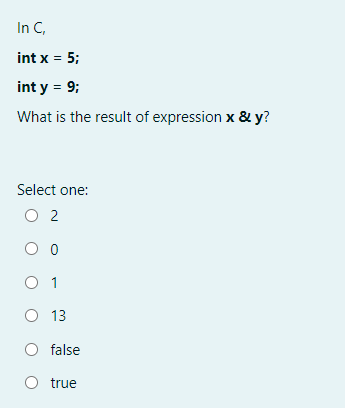 In C,
int x = 5;
int y = 9;
What is the result of expression x & y?
Select one:
2
0
1
13
false
true